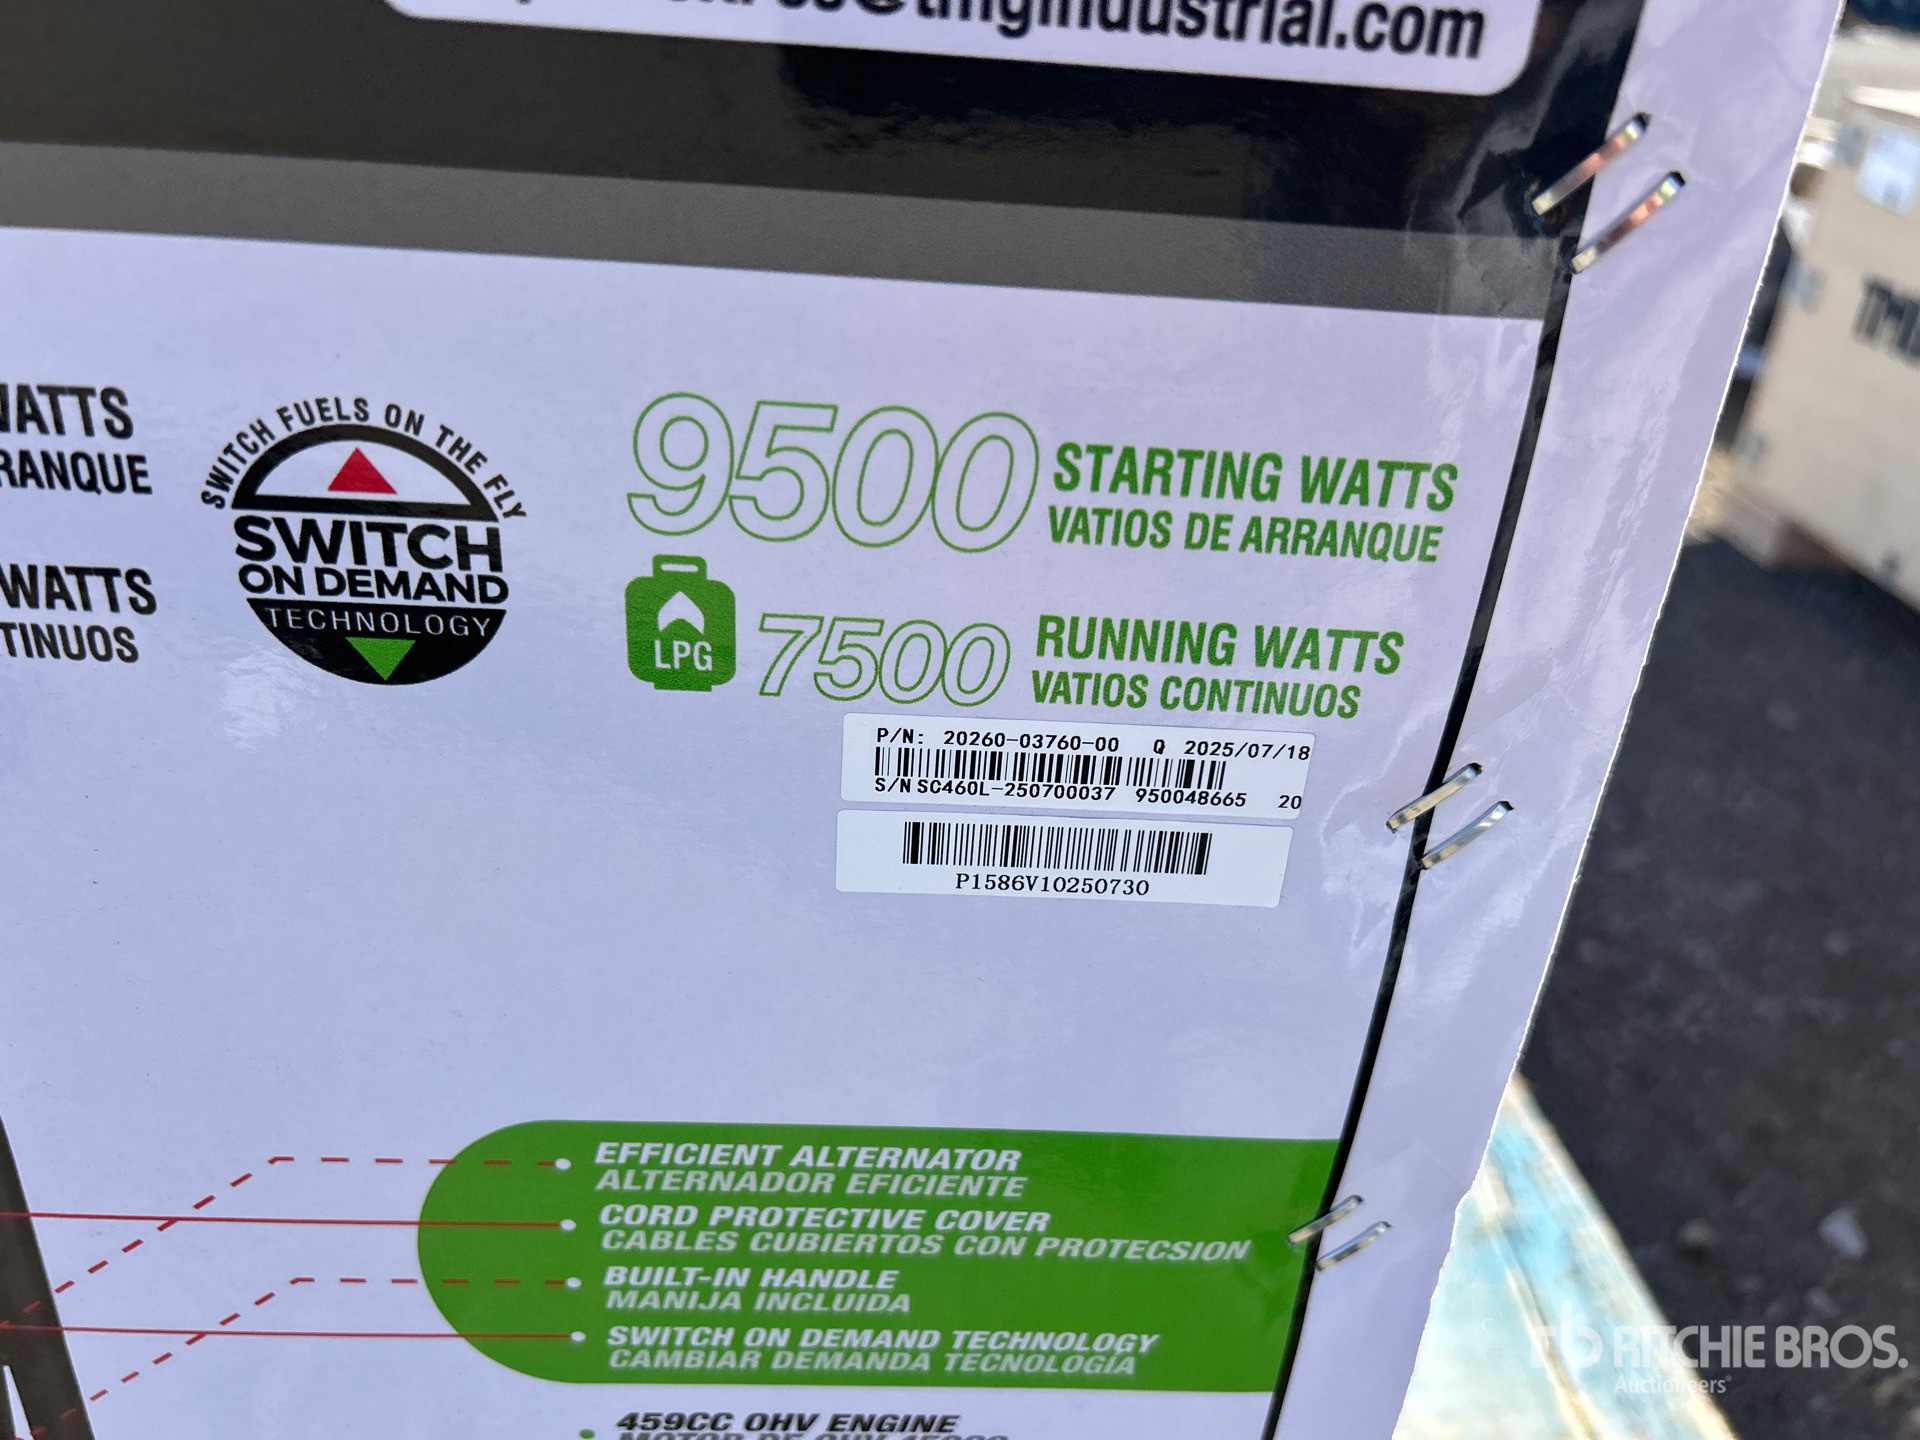 @tmgindustrial.com
WATTS
RANQUE
WATTS
TINUOS
SWITCH FUELS ON THE FLY
SWITCH
ON DEMAND
TECHNOLOGY
9500 STARTING WATTS
VATIOS DE ARRANQUE
LPG
7500 RUNNING WATTS
VATIOS CONTINUOS
P/N: 20260-03760-00 Q 2025/07/18
S/N SC460L-250700037 950048665 20
P1586V10250730
EFFICIENT ALTERNATOR
ALTERNADOR EFICIENTE
CORD PROTECTIVE COVER
CABLES CUBIERTOS CON PROTECSION
BUILT-IN HANDLE
MANIJA INCLUIDA
SWITCH ON DEMAND TECHNOLOGY
CAMBIAR DEMANDA TECNOLOGÍA
459CC OHV ENGINE
rb RITCHIE BROS.
Auctioneers